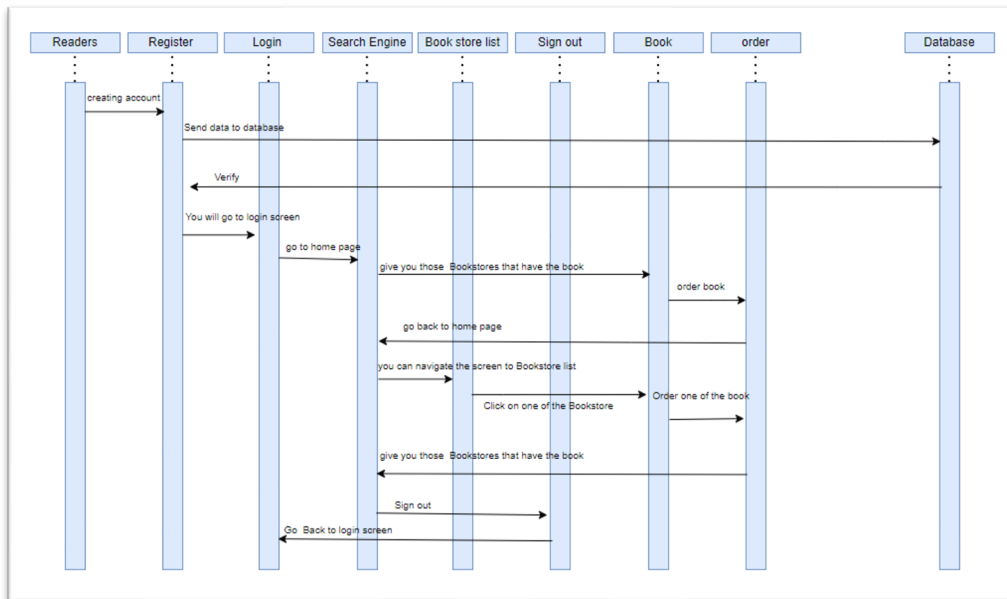 Readers
Register
Login
Search Engine
Book store list
Sign out
Book
order
Database
creating account
Send data to database
Verify
You will go to login screen
go to home page
give you those Bookstores that have the book
order book
go back to home page
you can navigate the screen to Bookstore list
Click on one of the Bookstore
Order one of the book
give you those Bookstores that have the book
Sign out
Go Back to login screen